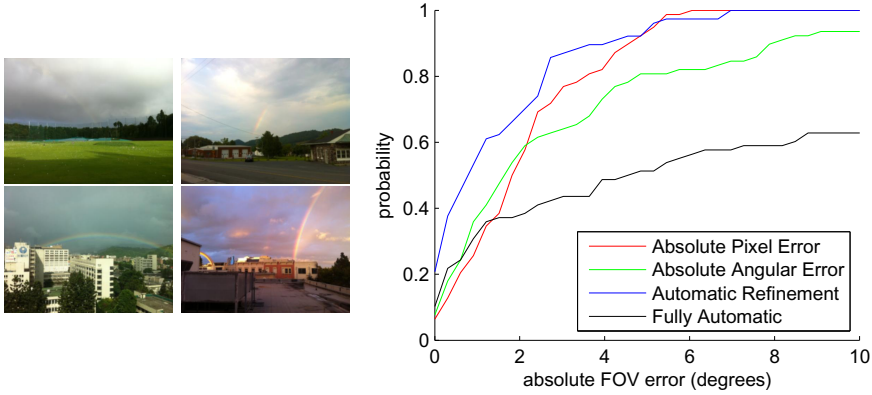 1
0.8
0.6
0.4
0.2
0
0 2 4 6 8 10
probability
absolute FOV error (degrees)
Absolute Pixel Error
Absolute Angular Error
Automatic Refinement
Fully Automatic